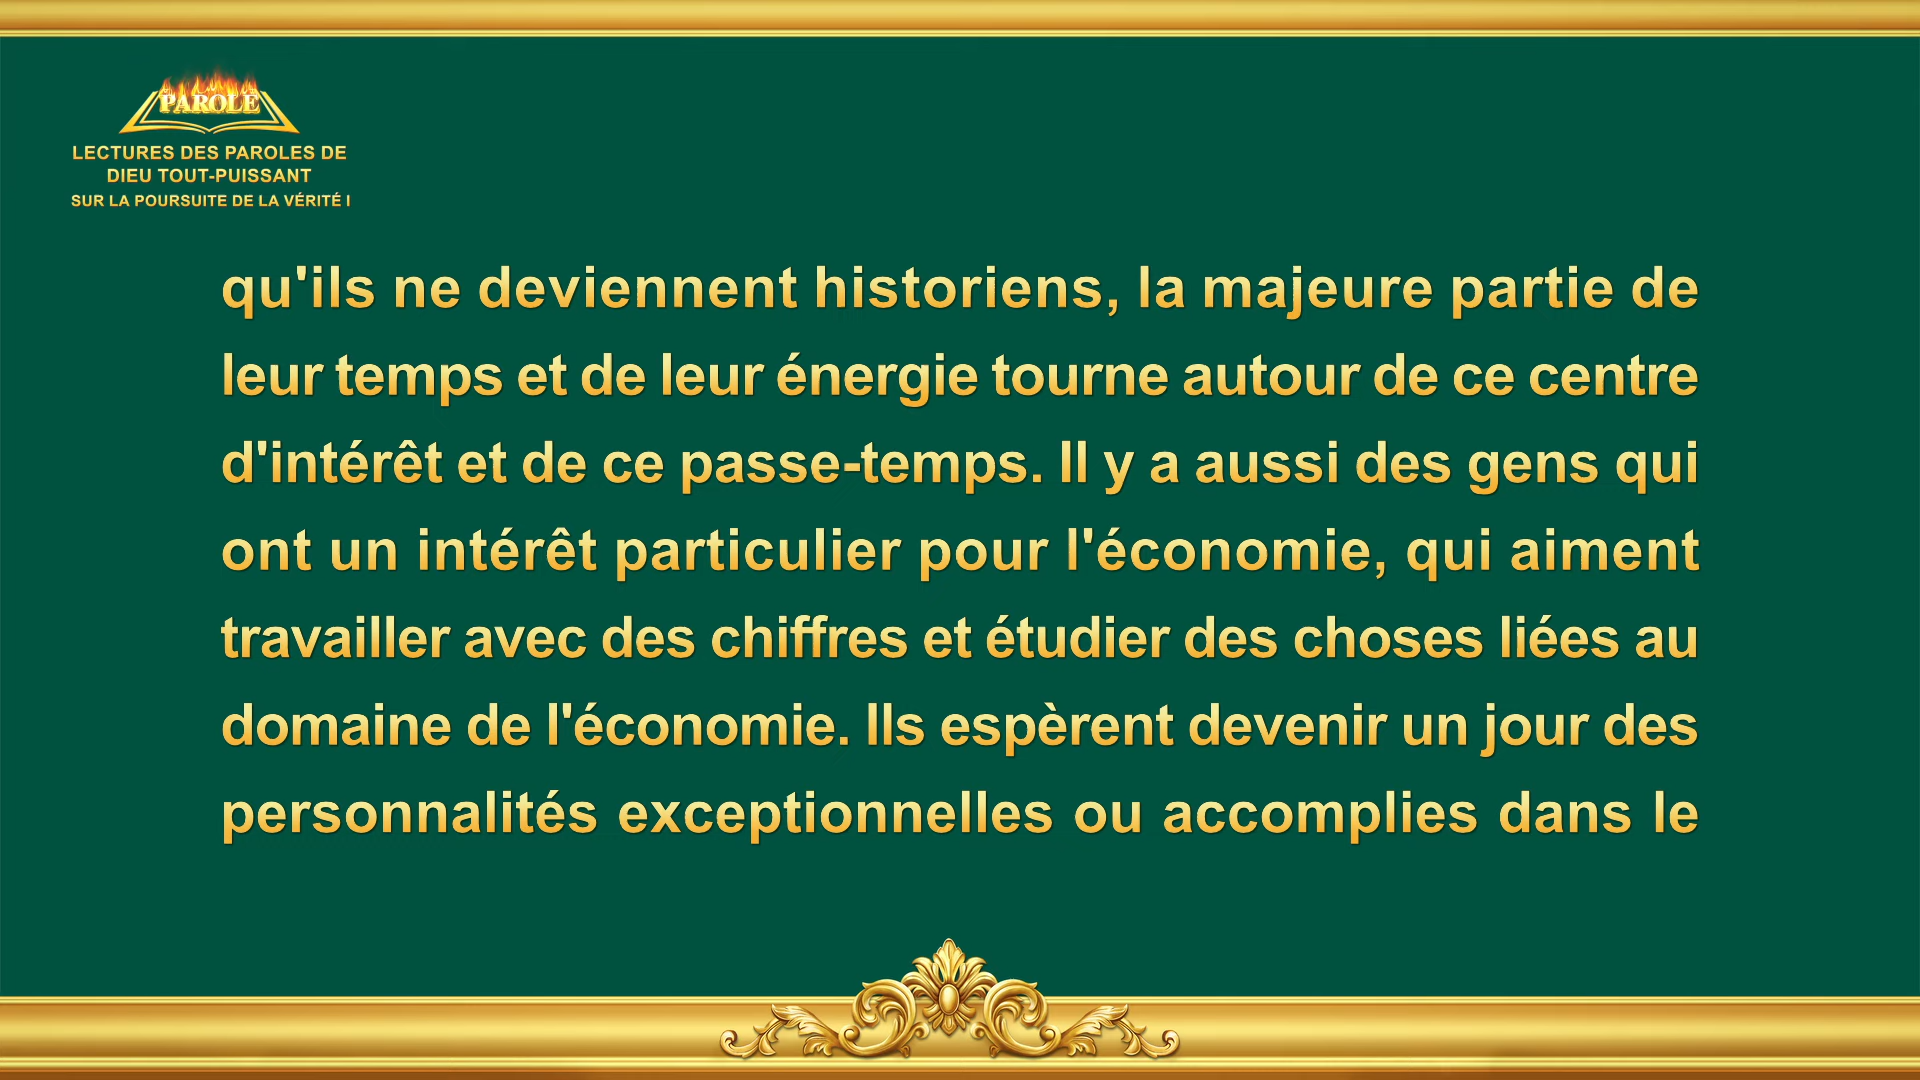 PAROLE
LECTURES DES PAROLES DE
DIEU TOUT-PUISSANT
SUR LA POURSUITE DE LA VÉRITÉ I
qu'ils ne deviennent historiens, la majeure partie de
leur temps et de leur énergie tourne autour de ce centre
d'intérêt et de ce passe-temps. Il y a aussi des gens qui
ont un intérêt particulier pour l'économie, qui aiment
travailler avec des chiffres et étudier des choses liées au
domaine de l'économie. Ils espèrent devenir un jour des
personnalités exceptionnelles ou accomplies dans le